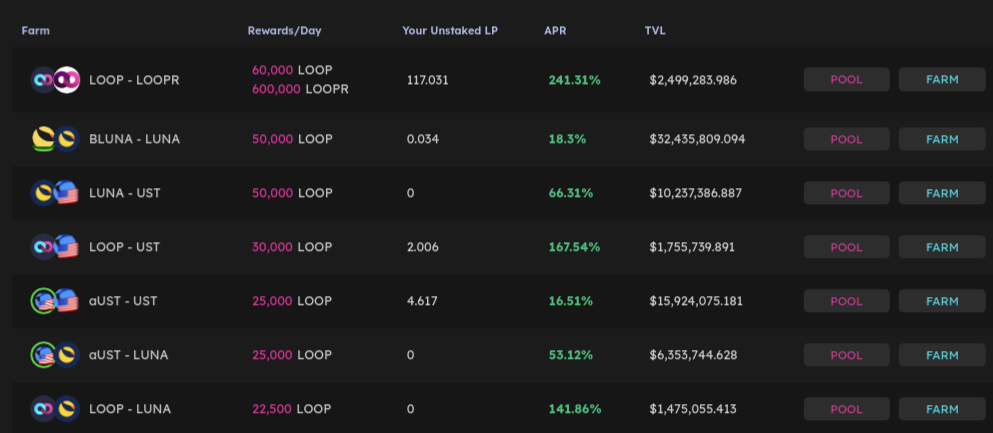 Farm Rewards/Day Your Unstaked LP APR TVL
LOOP - LOOPR 60,000 LOOP 117.031 241.31% $2,499,283.986 POOL FARM
600,000 LOOPR
BLUNA - LUNA 50,000 LOOP 0.034 18.3% $32,435,809.094 POOL FARM
LUNA - UST 50,000 LOOP 0 66.31% $10,237,386.887 POOL FARM
LOOP - UST 30,000 LOOP 2.006 167.54% $1,755,739.891 POOL FARM
aUST - UST 25,000 LOOP 4.617 16.51% $15,924,075.181 POOL FARM
aUST - LUNA 25,000 LOOP 0 53.12% $6,353,744.628 POOL FARM
LOOP - LUNA 22,500 LOOP 0 141.86% $1,475,055.413 POOL FARM